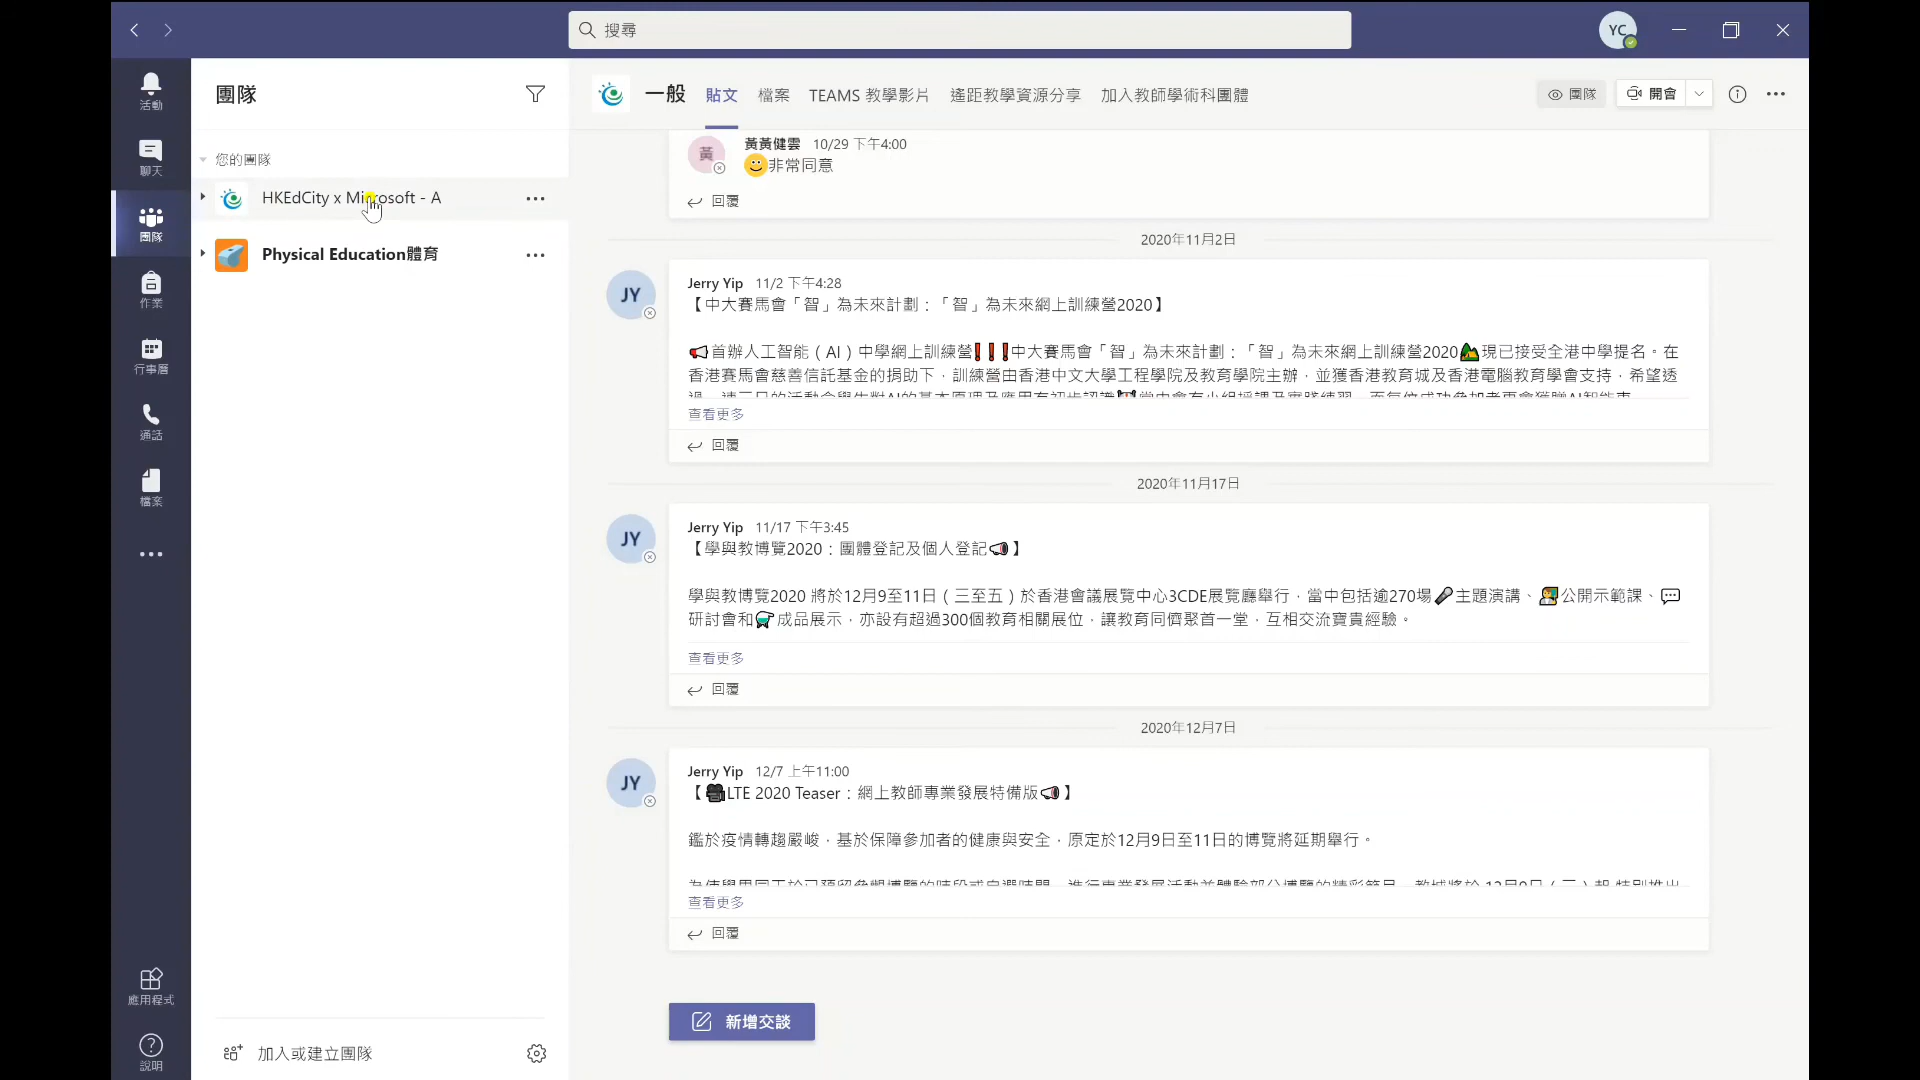 搜尋
YC
活動
聊天
團隊
作業
行事曆
通話
檔案
應用程式
說明
團隊
您的團隊
HKEdCity x Microsoft - A
Physical Education體育
加入或建立團隊
一般 貼文 檔案 TEAMS 教學影片 遙距教學資源分享 加入教師學術科團體
團隊 開會
黃 黃黃健雲 10/29 下午4:00
非常同意
回覆
2020年11月2日
JY Jerry Yip 11/2 下午4:28
【中大賽馬會「智」為未來計劃：「智」為未來網上訓練營2020】
首辦人工智能（AI）中學網上訓練營❗❗❗中大賽馬會「智」為未來計劃：「智」為未來網上訓練營2020現已接受全港中學提名。在
香港賽馬會慈善信託基金的捐助下，訓練營由香港中文大學工程學院及教育學院主辦，並獲香港教育城及香港電腦教育學會支持，希望透
查看更多
回覆
2020年11月17日
JY Jerry Yip 11/17 下午3:45
【學與教博覽2020：團體登記及個人登記】
學與教博覽2020 將於12月9至11日（三至五）於香港會議展覽中心3CDE展覽廳舉行，當中包括逾270場主題演講、公開示範課、
研討會和成品展示，亦設有超過300個教育相關展位，讓教育同儕聚首一堂，互相交流寶貴經驗。
查看更多
回覆
2020年12月7日
JY Jerry Yip 12/7 上午11:00
【LTE 2020 Teaser：網上教師專業發展特備版】
鑑於疫情轉趨嚴峻，基於保障參加者的健康與安全，原定於12月9日至11日的博覽將延期舉行。
查看更多
回覆
新增交談